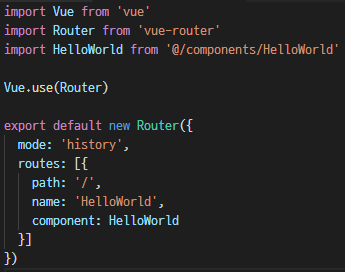 import Vue from 'vue'
import Router from 'vue-router'
import HelloWorld from '@/components/HelloWorld'
Vue.use(Router)
export default new Router({
mode: 'history',
routes: [{
path: '/',
name: 'HelloWorld',
component: HelloWorld
}]
})